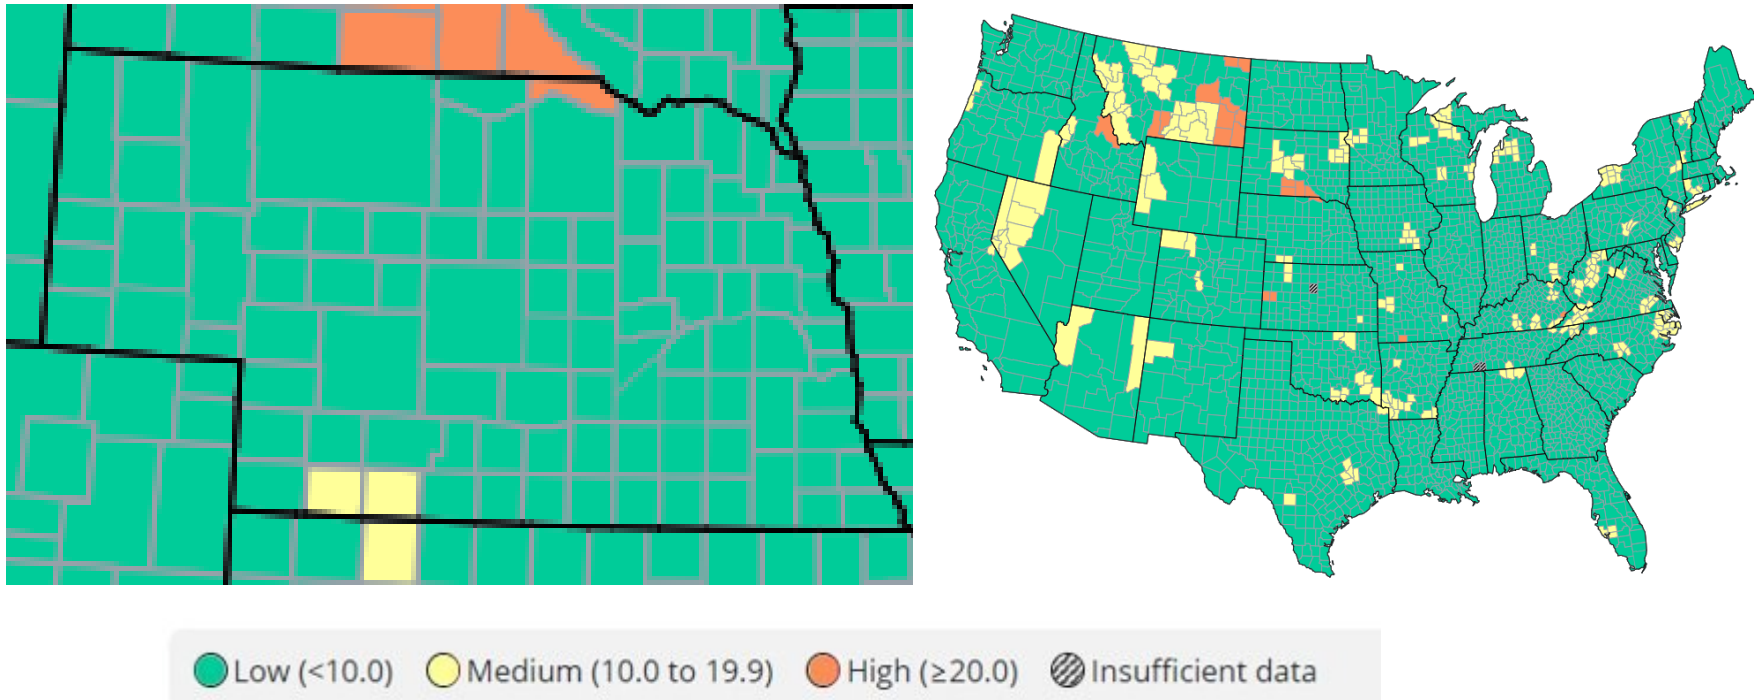 Low (<10.0) Medium (10.0 to 19.9) High (≥20.0) Insufficient data